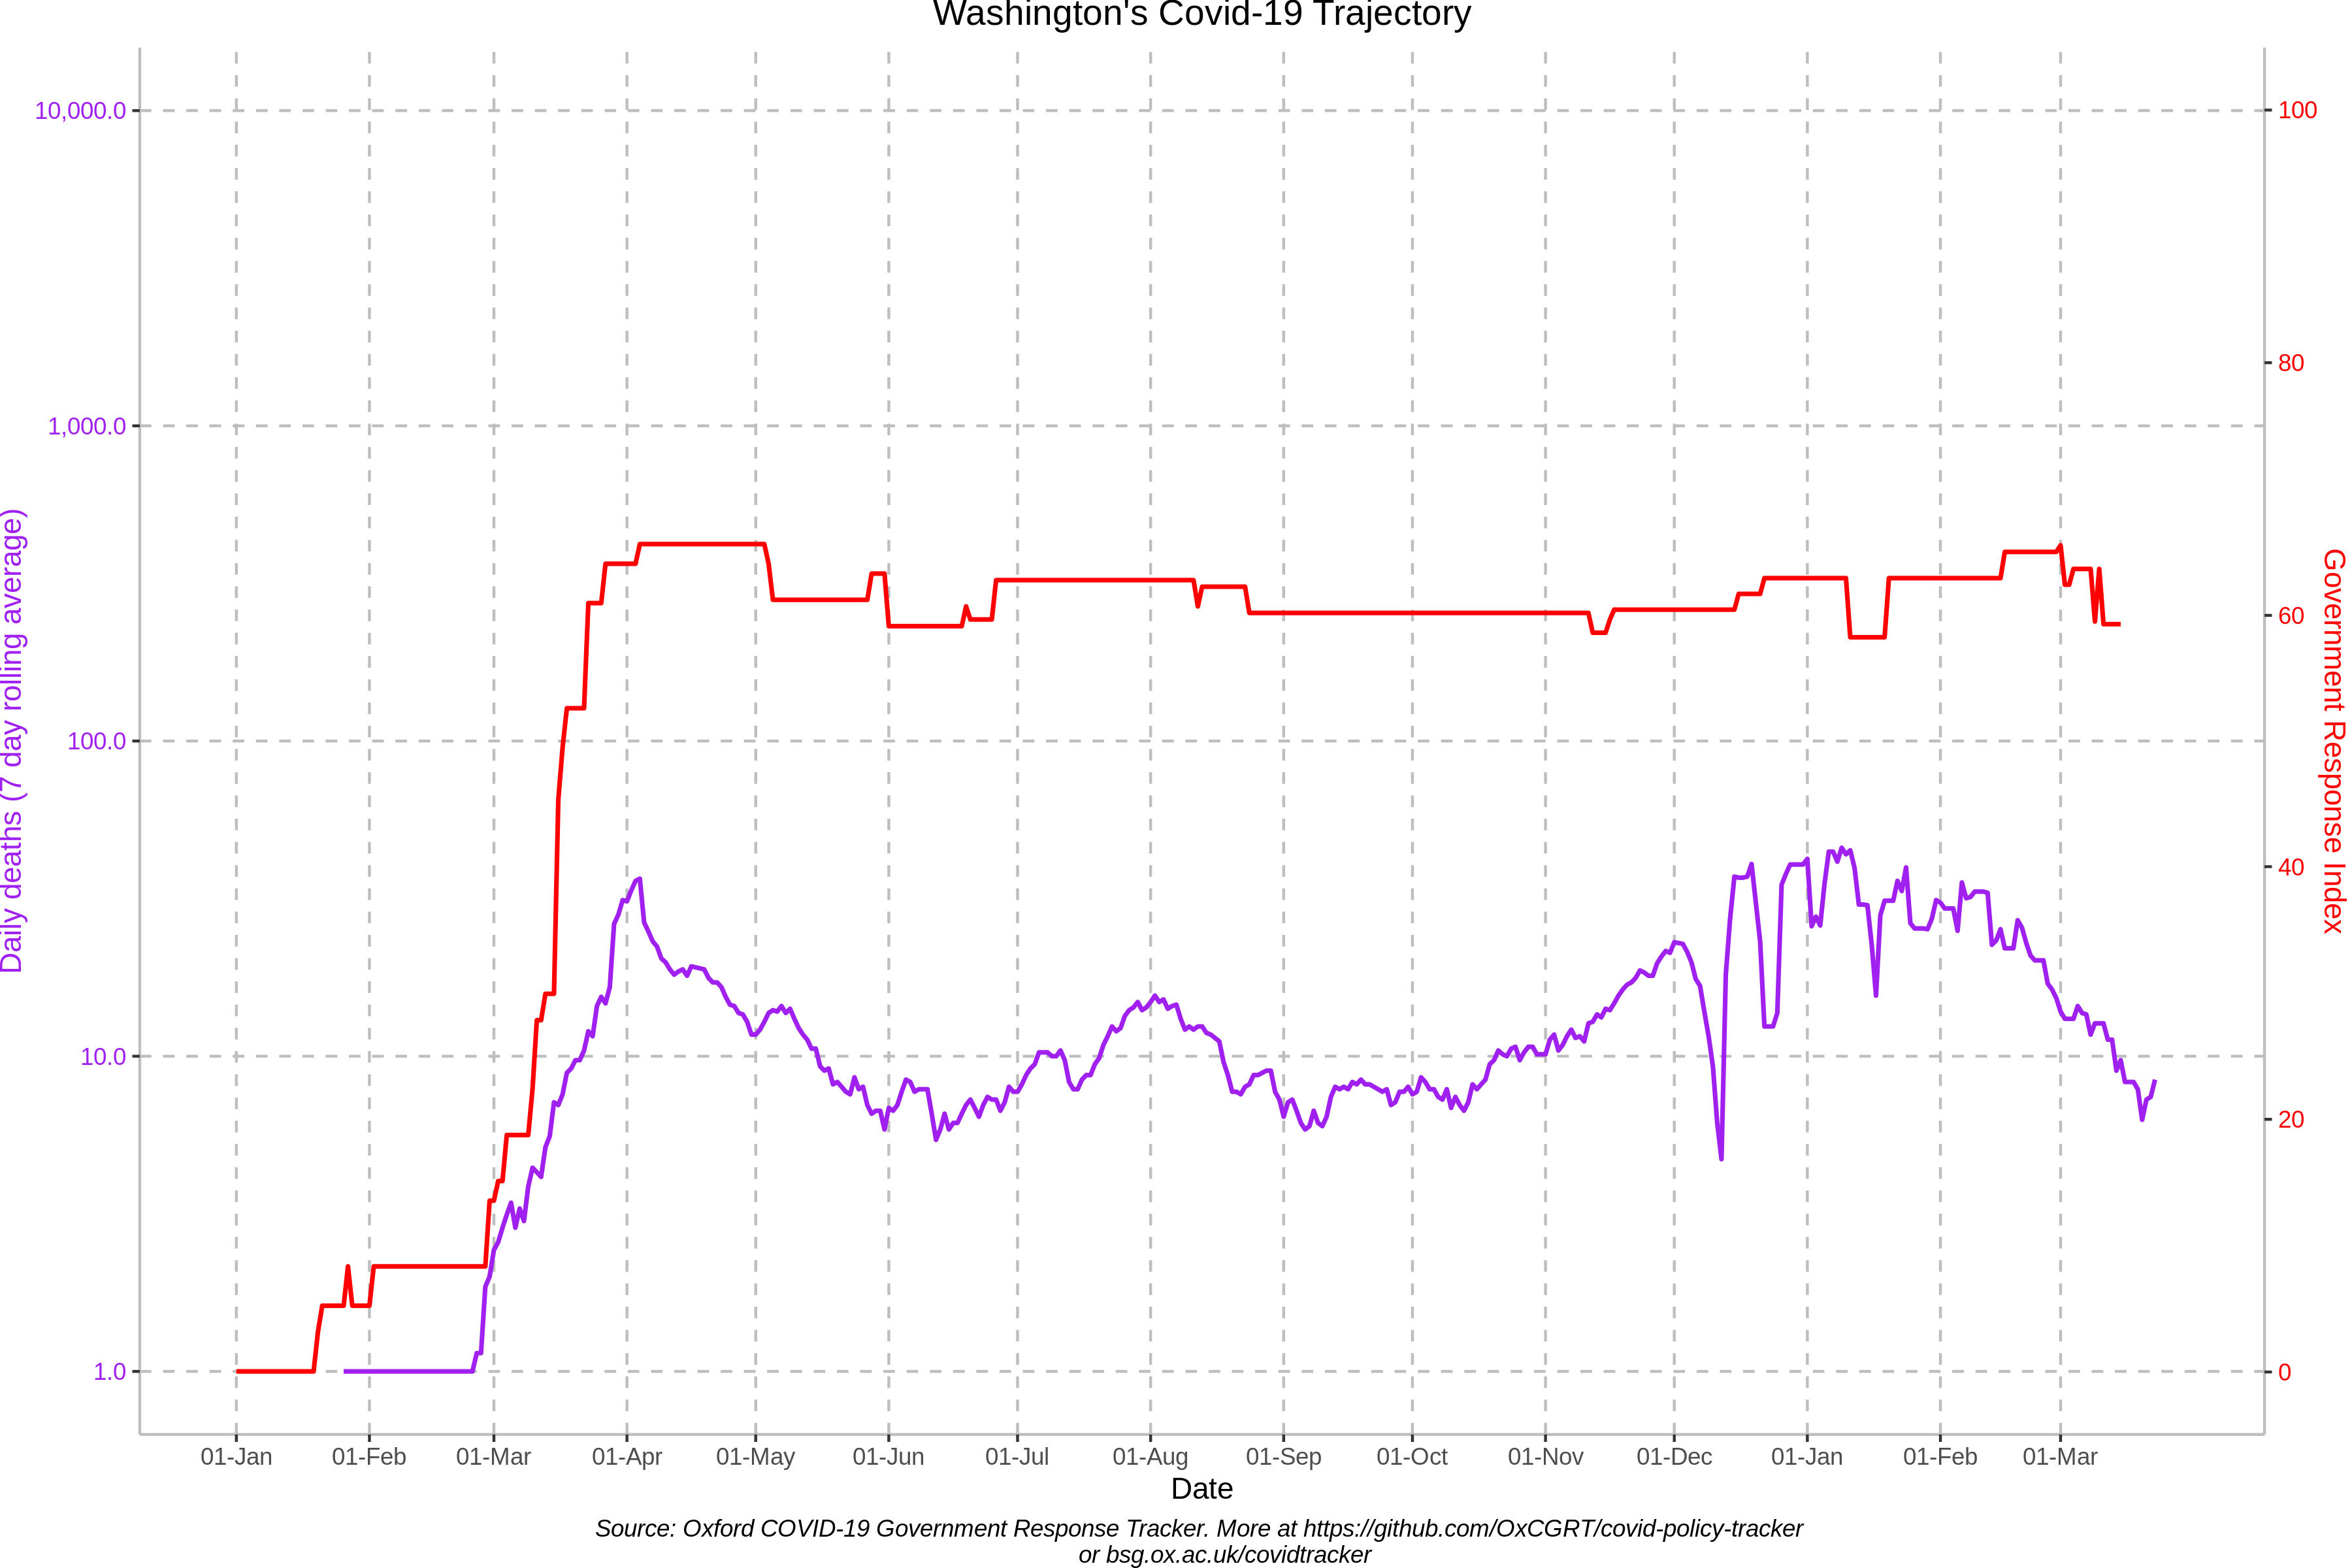 Washington's Covid-19 Trajectory
10,000.0
1,000.0
100.0
10.0
1.0
Daily deaths (7 day rolling average)
100
80
60
40
20
0
Government Response Index
01-Jan 01-Feb 01-Mar 01-Apr 01-May 01-Jun 01-Jul 01-Aug 01-Sep 01-Oct 01-Nov 01-Dec 01-Jan 01-Feb 01-Mar
Date
Source: Oxford COVID-19 Government Response Tracker. More at https://github.com/OxCGRT/covid-policy-tracker
or bsg.ox.ac.uk/covidtracker